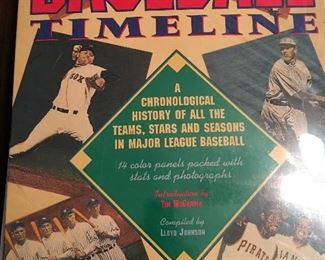 BASEBALL
TIMELINE
A
CHRONOLOGICAL
HISTORY OF ALL THE
TEAMS, STARS AND SEASONS
IN MAJOR LEAGUE BASEBALL
14 color panels packed with
stats and photographs
Introduction by
TIM MCCARVER
Compiled by
LLOYD JOHNSON
SOX
PIRATES